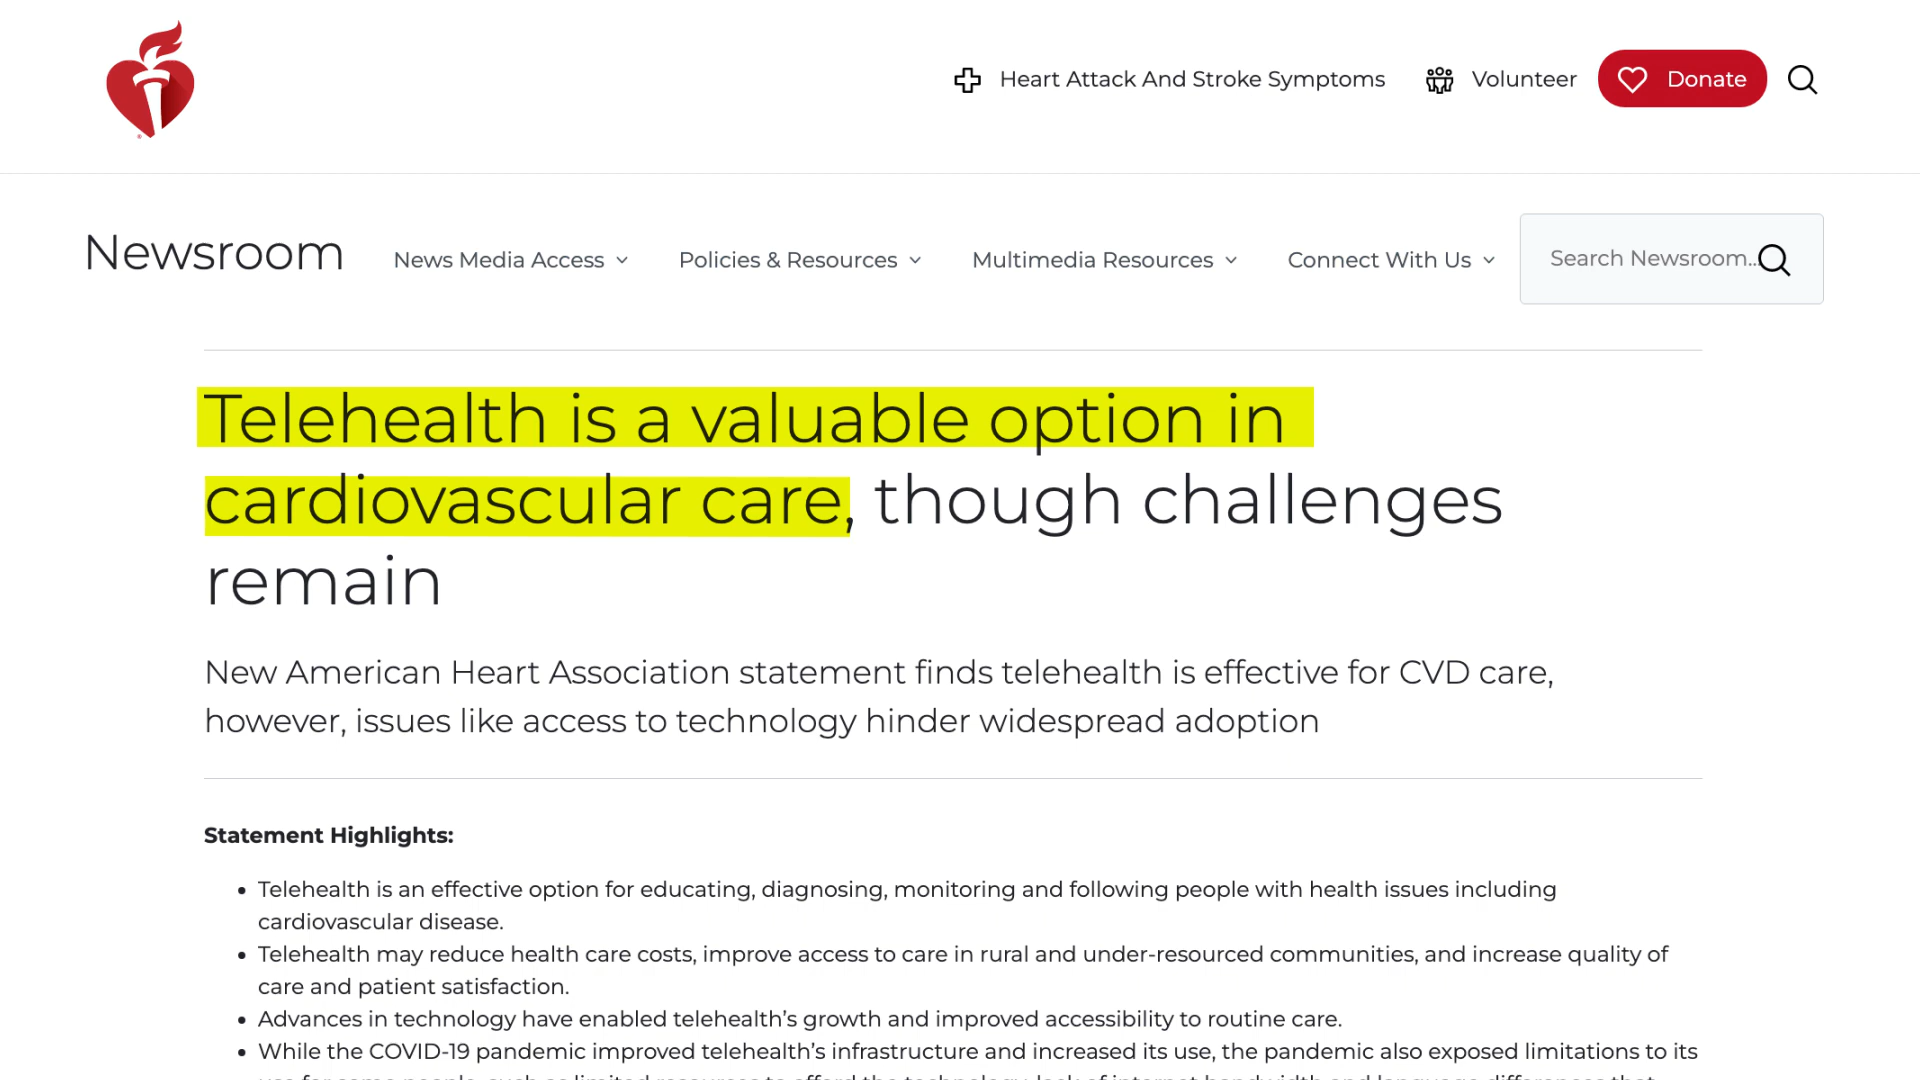 Heart Attack And Stroke Symptoms
Volunteer
Donate
Newsroom
News Media Access
Policies & Resources
Multimedia Resources
Connect With Us
Search Newsroom...
Telehealth is a valuable option in
cardiovascular care, though challenges
remain
New American Heart Association statement finds telehealth is effective for CVD care,
however, issues like access to technology hinder widespread adoption
Statement Highlights:
• Telehealth is an effective option for educating, diagnosing, monitoring and following people with health issues including
cardiovascular disease.
• Telehealth may reduce health care costs, improve access to care in rural and under-resourced communities, and increase quality of
care and patient satisfaction.
• Advances in technology have enabled telehealth’s growth and improved accessibility to routine care.
• While the COVID-19 pandemic improved telehealth’s infrastructure and increased its use, the pandemic also exposed limitations to its